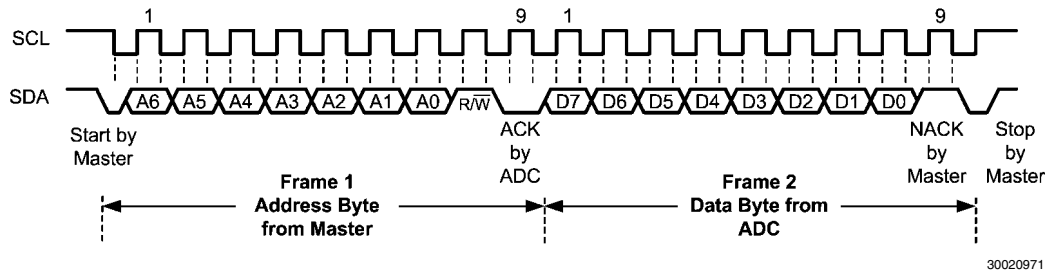 1 9 1 9
SCL
SDA A6 A5 A4 A3 A2 A1 A0 R/W̅ D7 D6 D5 D4 D3 D2 D1 D0
Start by
Master
ACK
by
ADC
NACK
by
Master
Stop
by
Master
Frame 1
Address Byte
from Master
Frame 2
Data Byte from
ADC
30020971